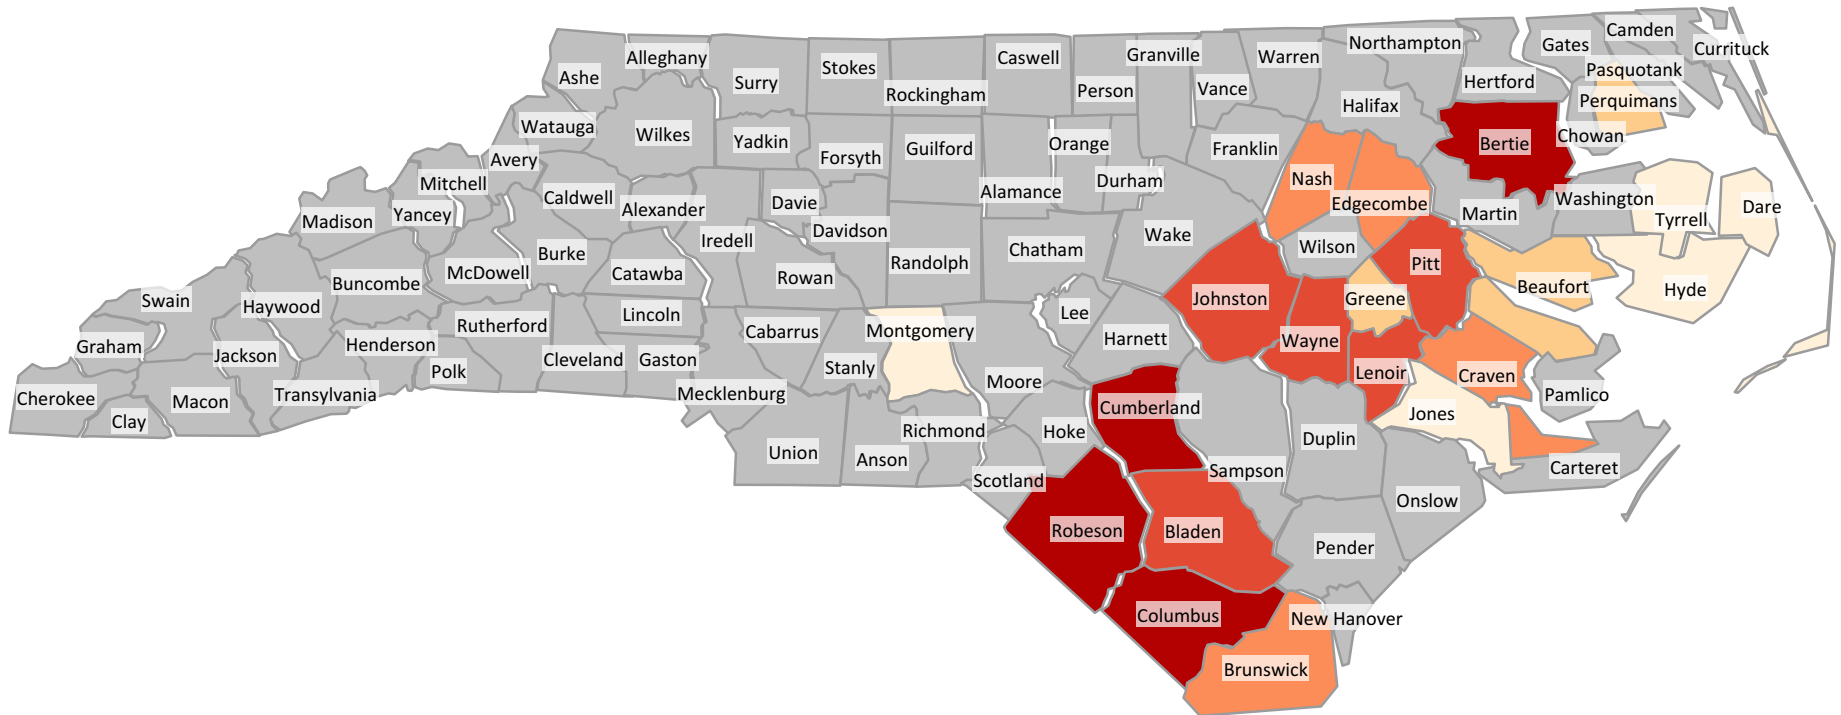 Alleghany
Ashe
Surry
Stokes
Rockingham
Caswell
Person
Granville
Vance
Warren
Northampton
Halifax
Hertford
Gates
Camden
Currituck
Pasquotank
Perquimans
Chowan
Bertie
Watauga
Wilkes
Yadkin
Forsyth
Guilford
Alamance
Orange
Durham
Franklin
Nash
Edgecombe
Martin
Washington
Tyrrell
Dare
Avery
Mitchell
Yancey
Madison
Caldwell
Alexander
Davie
Iredell
Davidson
Randolph
Chatham
Wake
Wilson
Pitt
Beaufort
Hyde
Swain
Haywood
Buncombe
McDowell
Burke
Catawba
Rowan
Lincoln
Johnston
Greene
Wayne
Lenoir
Craven
Pamlico
Graham
Jackson
Henderson
Rutherford
Polk
Cleveland
Gaston
Cabarrus
Stanly
Montgomery
Moore
Lee
Harnett
Cherokee
Clay
Macon
Transylvania
Mecklenburg
Union
Anson
Richmond
Hoke
Scotland
Cumberland
Sampson
Duplin
Jones
Carteret
Onslow
Robeson
Bladen
Pender
Columbus
New Hanover
Brunswick